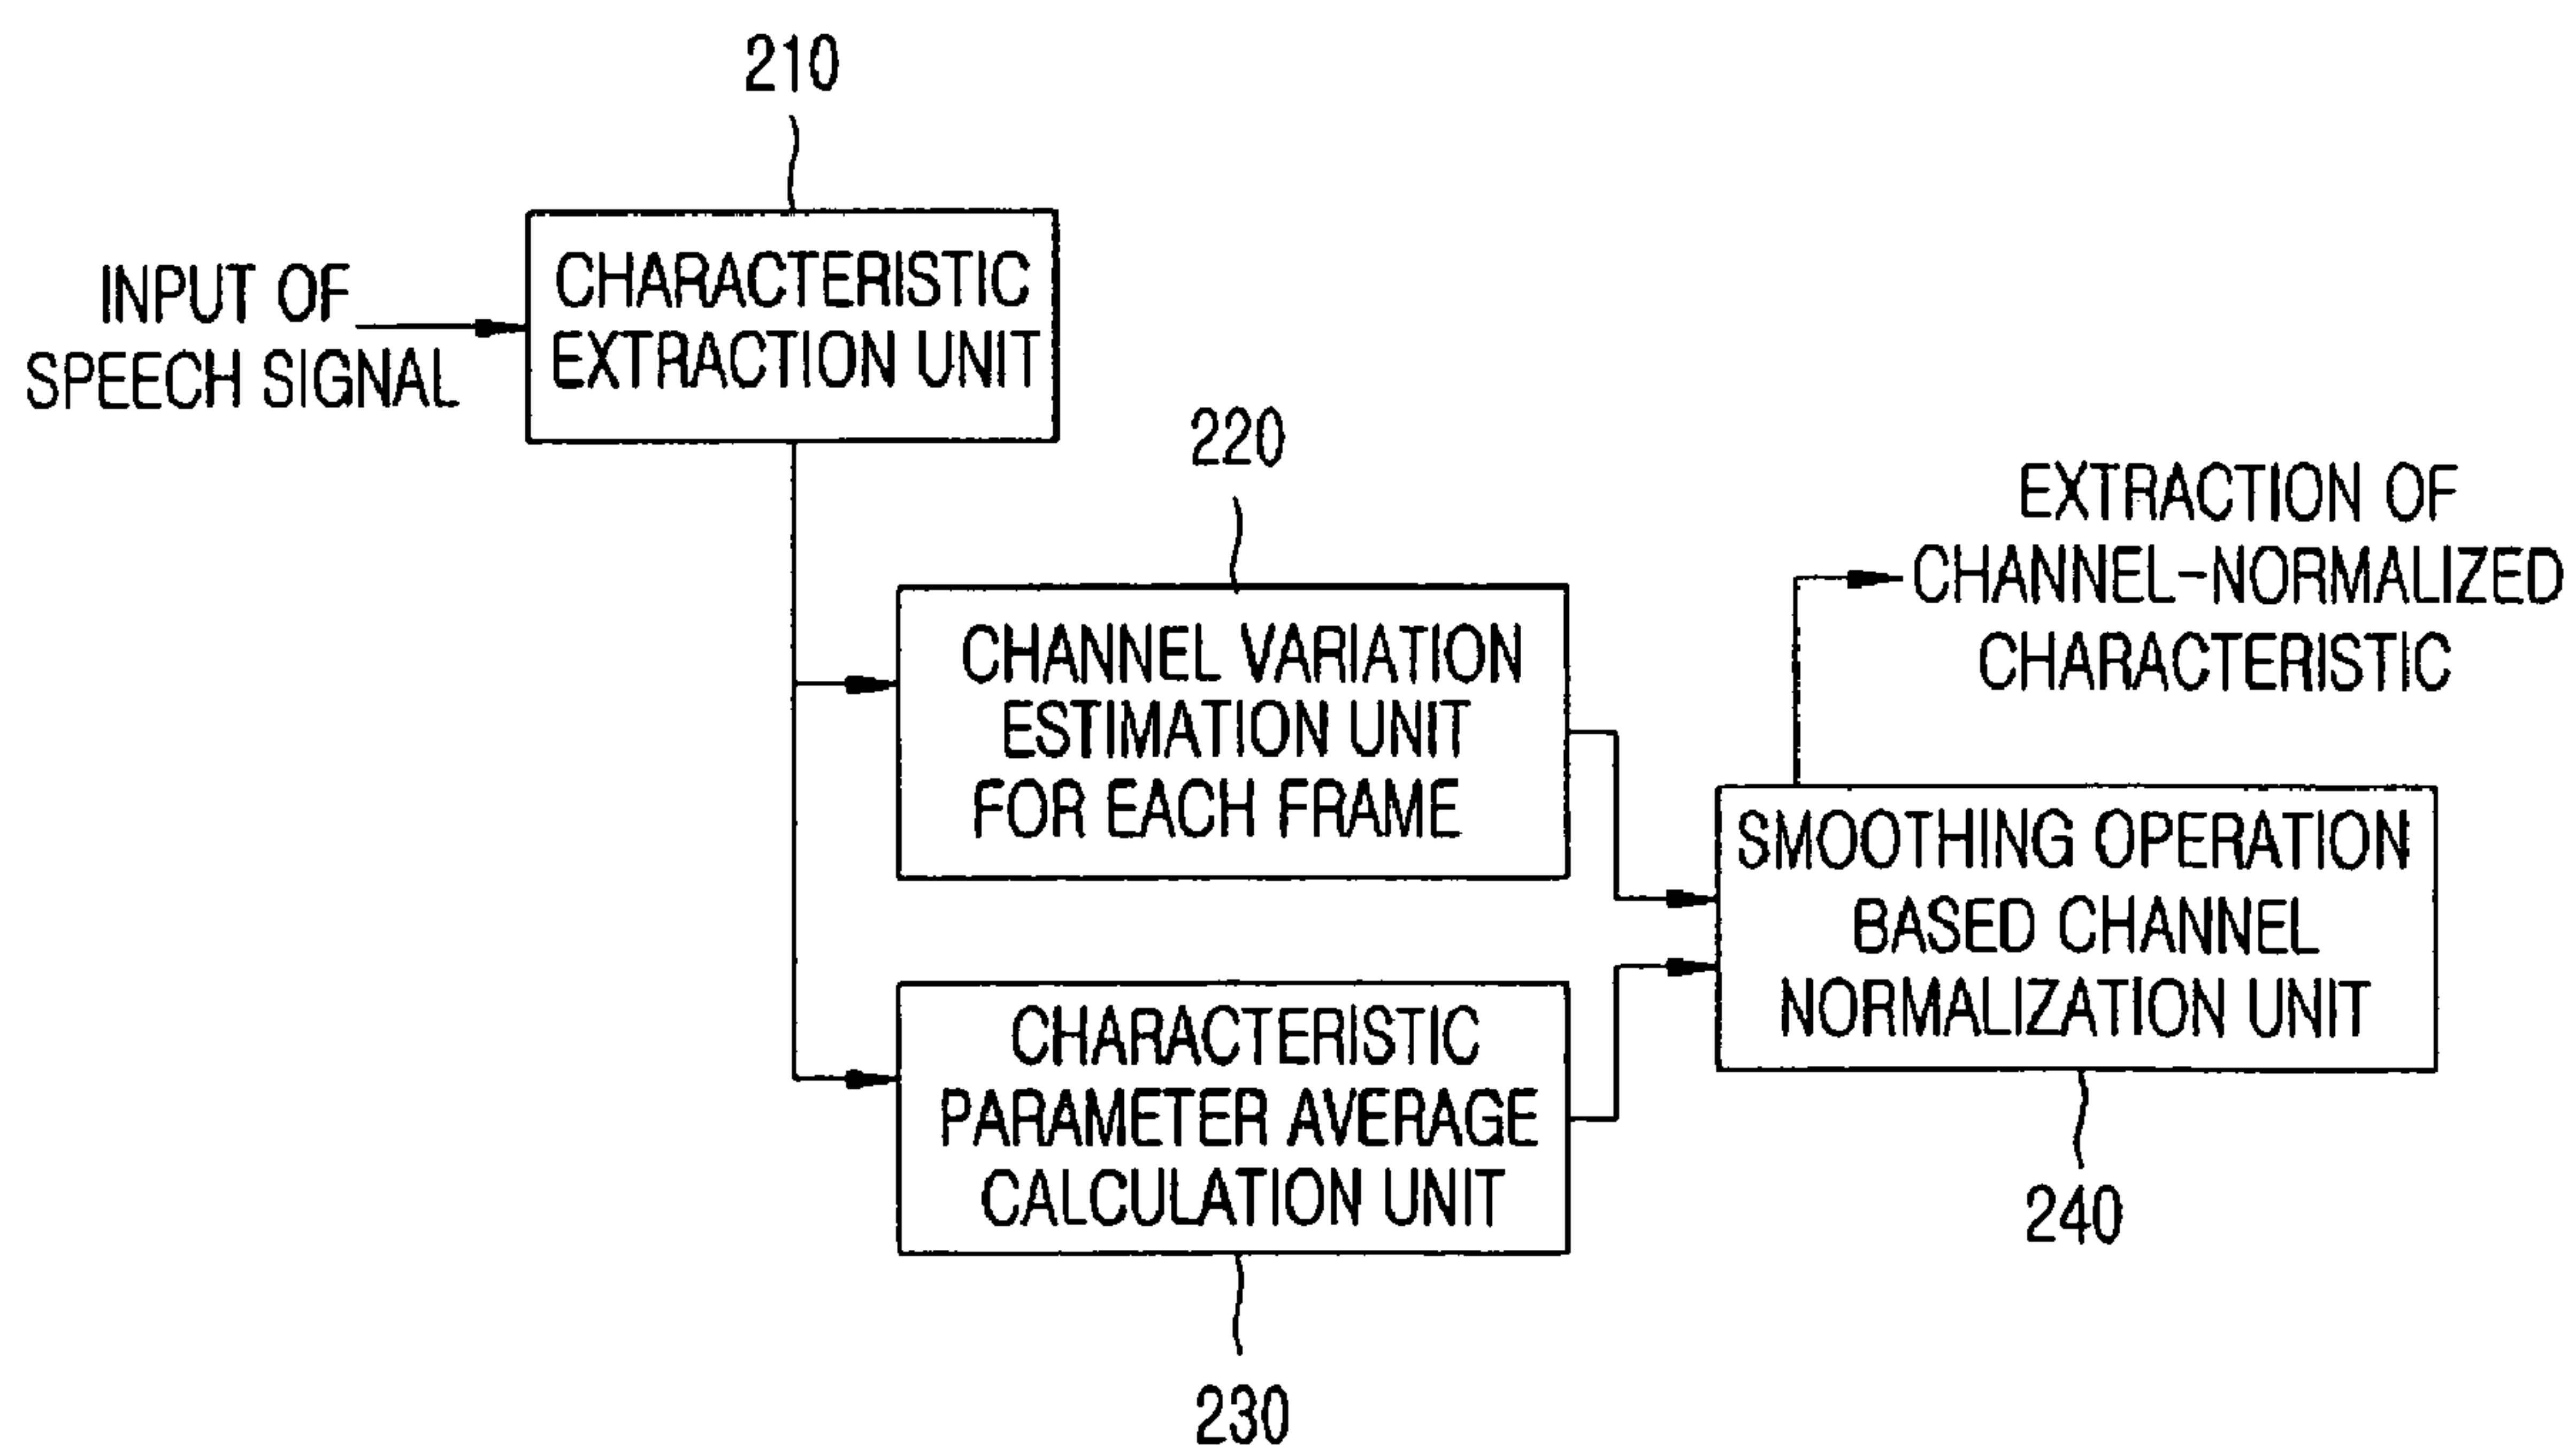 210
INPUT OF
SPEECH SIGNAL
CHARACTERISTIC
EXTRACTION UNIT
220
CHANNEL VARIATION
ESTIMATION UNIT
FOR EACH FRAME
EXTRACTION OF
CHANNEL-NORMALIZED
CHARACTERISTIC
SMOOTHING OPERATION
BASED CHANNEL
NORMALIZATION UNIT
CHARACTERISTIC
PARAMETER AVERAGE
CALCULATION UNIT
240
230